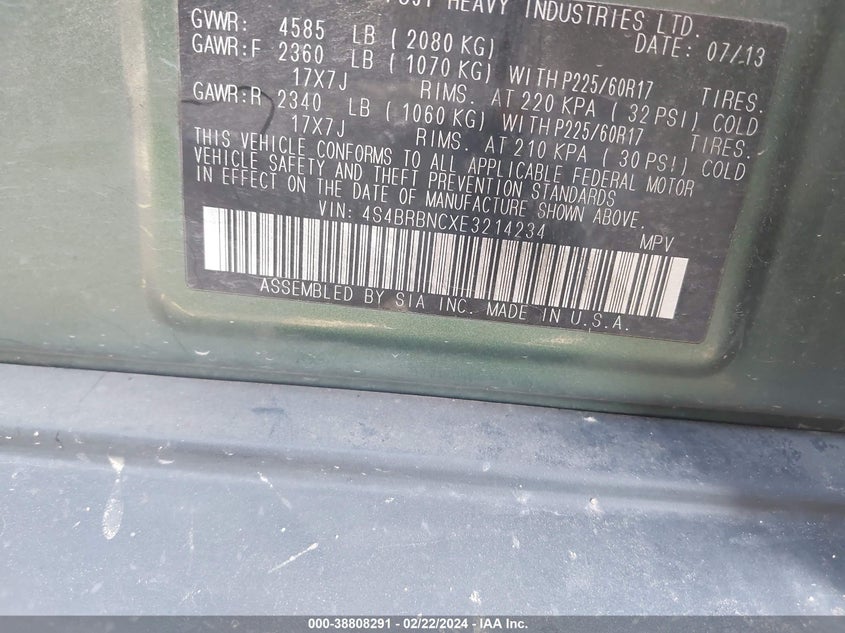 HEAVY INDUSTRIES LTD.
GVWR: 4585 LB ( 2080 KG) DATE: 07/13
GAWR:F 2360 LB ( 1070 KG) WITH P225/60R17 TIRES.
17X7J RIMS. AT 220 KPA ( 32 PSI) COLD
GAWR:R 2340 LB ( 1060 KG) WITH P225/60R17 TIRES.
17X7J RIMS. AT 210 KPA ( 30 PSI) COLD
THIS VEHICLE CONFORMS TO ALL APPLICABLE FEDERAL MOTOR
VEHICLE SAFETY AND THEFT PREVENTION STANDARDS
IN EFFECT ON THE DATE OF MANUFACTURE SHOWN ABOVE.
VIN: 4S4BRBNCXE3214234 MPV
ASSEMBLED BY SIA INC. MADE IN U.S.A.
000-38808291 - 02/22/2024 - IAA Inc.